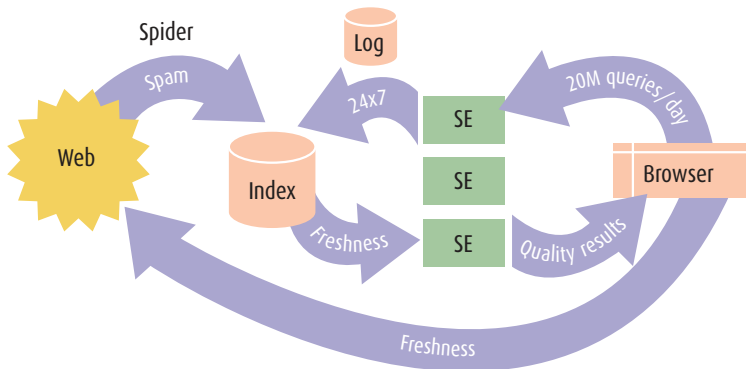 Spider
Log
Spam
24x7
20M queries/day
SE
Web
Index
SE
Browser
Freshness
SE
Quality results
Freshness